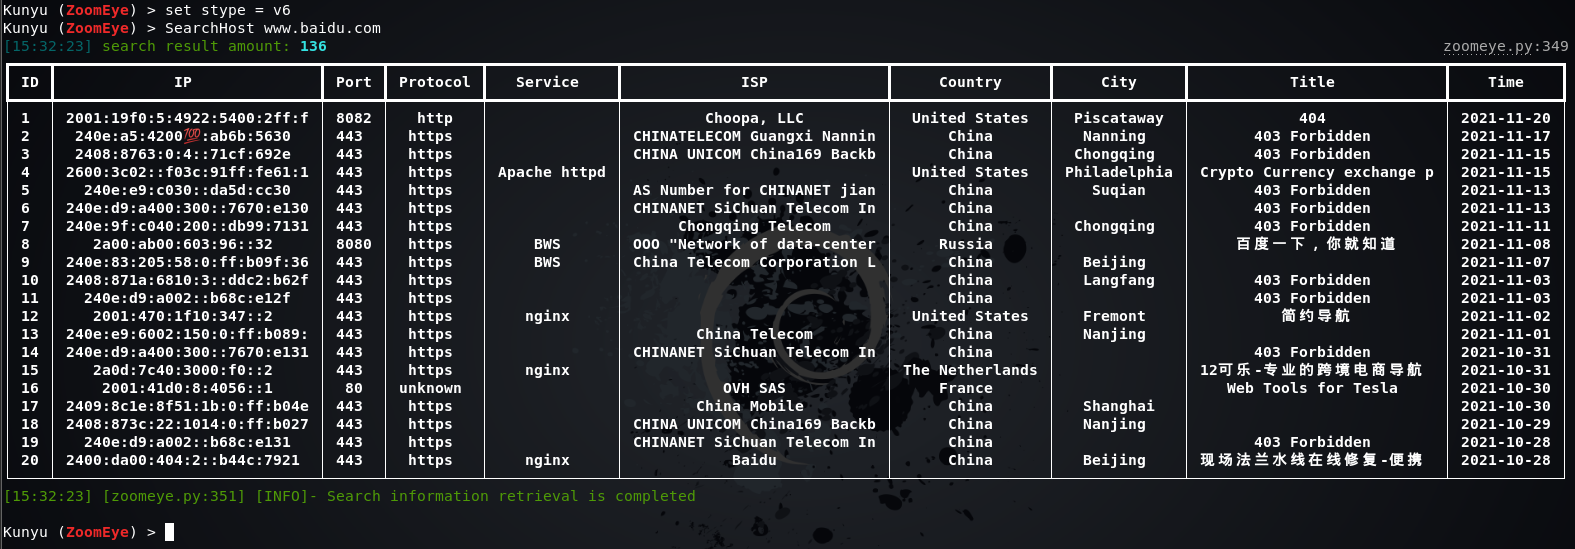 Kunyu (ZoomEye) > set stype = v6
Kunyu (ZoomEye) > SearchHost www.baidu.com
[15:32:23] search result amount: 136 zoomeye.py:349
ID IP Port Protocol Service ISP Country City Title Time
1 2001:19f0:5:4922:5400:2ff:f 8082 http Choopa, LLC United States Piscataway 404 2021-11-20
2 240e:a5:4200💯:ab6b:5630 443 https CHINATELECOM Guangxi Nannin China Nanning 403 Forbidden 2021-11-17
3 2408:8763:0:4::71cf:692e 443 https CHINA UNICOM China169 Backb China Chongqing 403 Forbidden 2021-11-15
4 2600:3c02::f03c:91ff:fe61:1 443 https Apache httpd United States Philadelphia Crypto Currency exchange p 2021-11-15
5 240e:e9:c030::da5d:cc30 443 https AS Number for CHINANET jian China Suqian 403 Forbidden 2021-11-13
6 240e:d9:a400:300::7670:e130 443 https CHINANET SiChuan Telecom In China 403 Forbidden 2021-11-13
7 240e:9f:c040:200::db99:7131 443 https Chongqing Telecom China Chongqing 403 Forbidden 2021-11-11
8 2a00:ab00:603:96::32 8080 https BWS OOO "Network of data-center Russia 百度一下，你就知道 2021-11-08
9 240e:83:205:58:0:ff:b09f:36 443 https BWS China Telecom Corporation L China Beijing 2021-11-07
10 2408:871a:6810:3::ddc2:b62f 443 https China Langfang 403 Forbidden 2021-11-03
11 240e:d9:a002::b68c:e12f 443 https China 403 Forbidden 2021-11-03
12 2001:470:1f10:347::2 443 https nginx United States Fremont 简约导航 2021-11-02
13 240e:e9:6002:150:0:ff:b089: 443 https China Telecom China Nanjing 2021-11-01
14 240e:d9:a400:300::7670:e131 443 https CHINANET SiChuan Telecom In China 403 Forbidden 2021-10-31
15 2a0d:7c40:3000:f0::2 443 https nginx The Netherlands 12可乐-专业的跨境电商导航 2021-10-31
16 2001:41d0:8:4056::1 80 unknown OVH SAS France Web Tools for Tesla 2021-10-30
17 2409:8c1e:8f51:1b:0:ff:b04e 443 https China Mobile China Shanghai 2021-10-30
18 2408:873c:22:1014:0:ff:b027 443 https CHINA UNICOM China169 Backb China Nanjing 2021-10-29
19 240e:d9:a002::b68c:e131 443 https CHINANET SiChuan Telecom In China 403 Forbidden 2021-10-28
20 2400:da00:404:2::b44c:7921 443 https nginx Baidu China Beijing 现场法兰水线在线修复-便携 2021-10-28
[15:32:23] [zoomeye.py:351] [INFO]- Search information retrieval is completed
Kunyu (ZoomEye) >